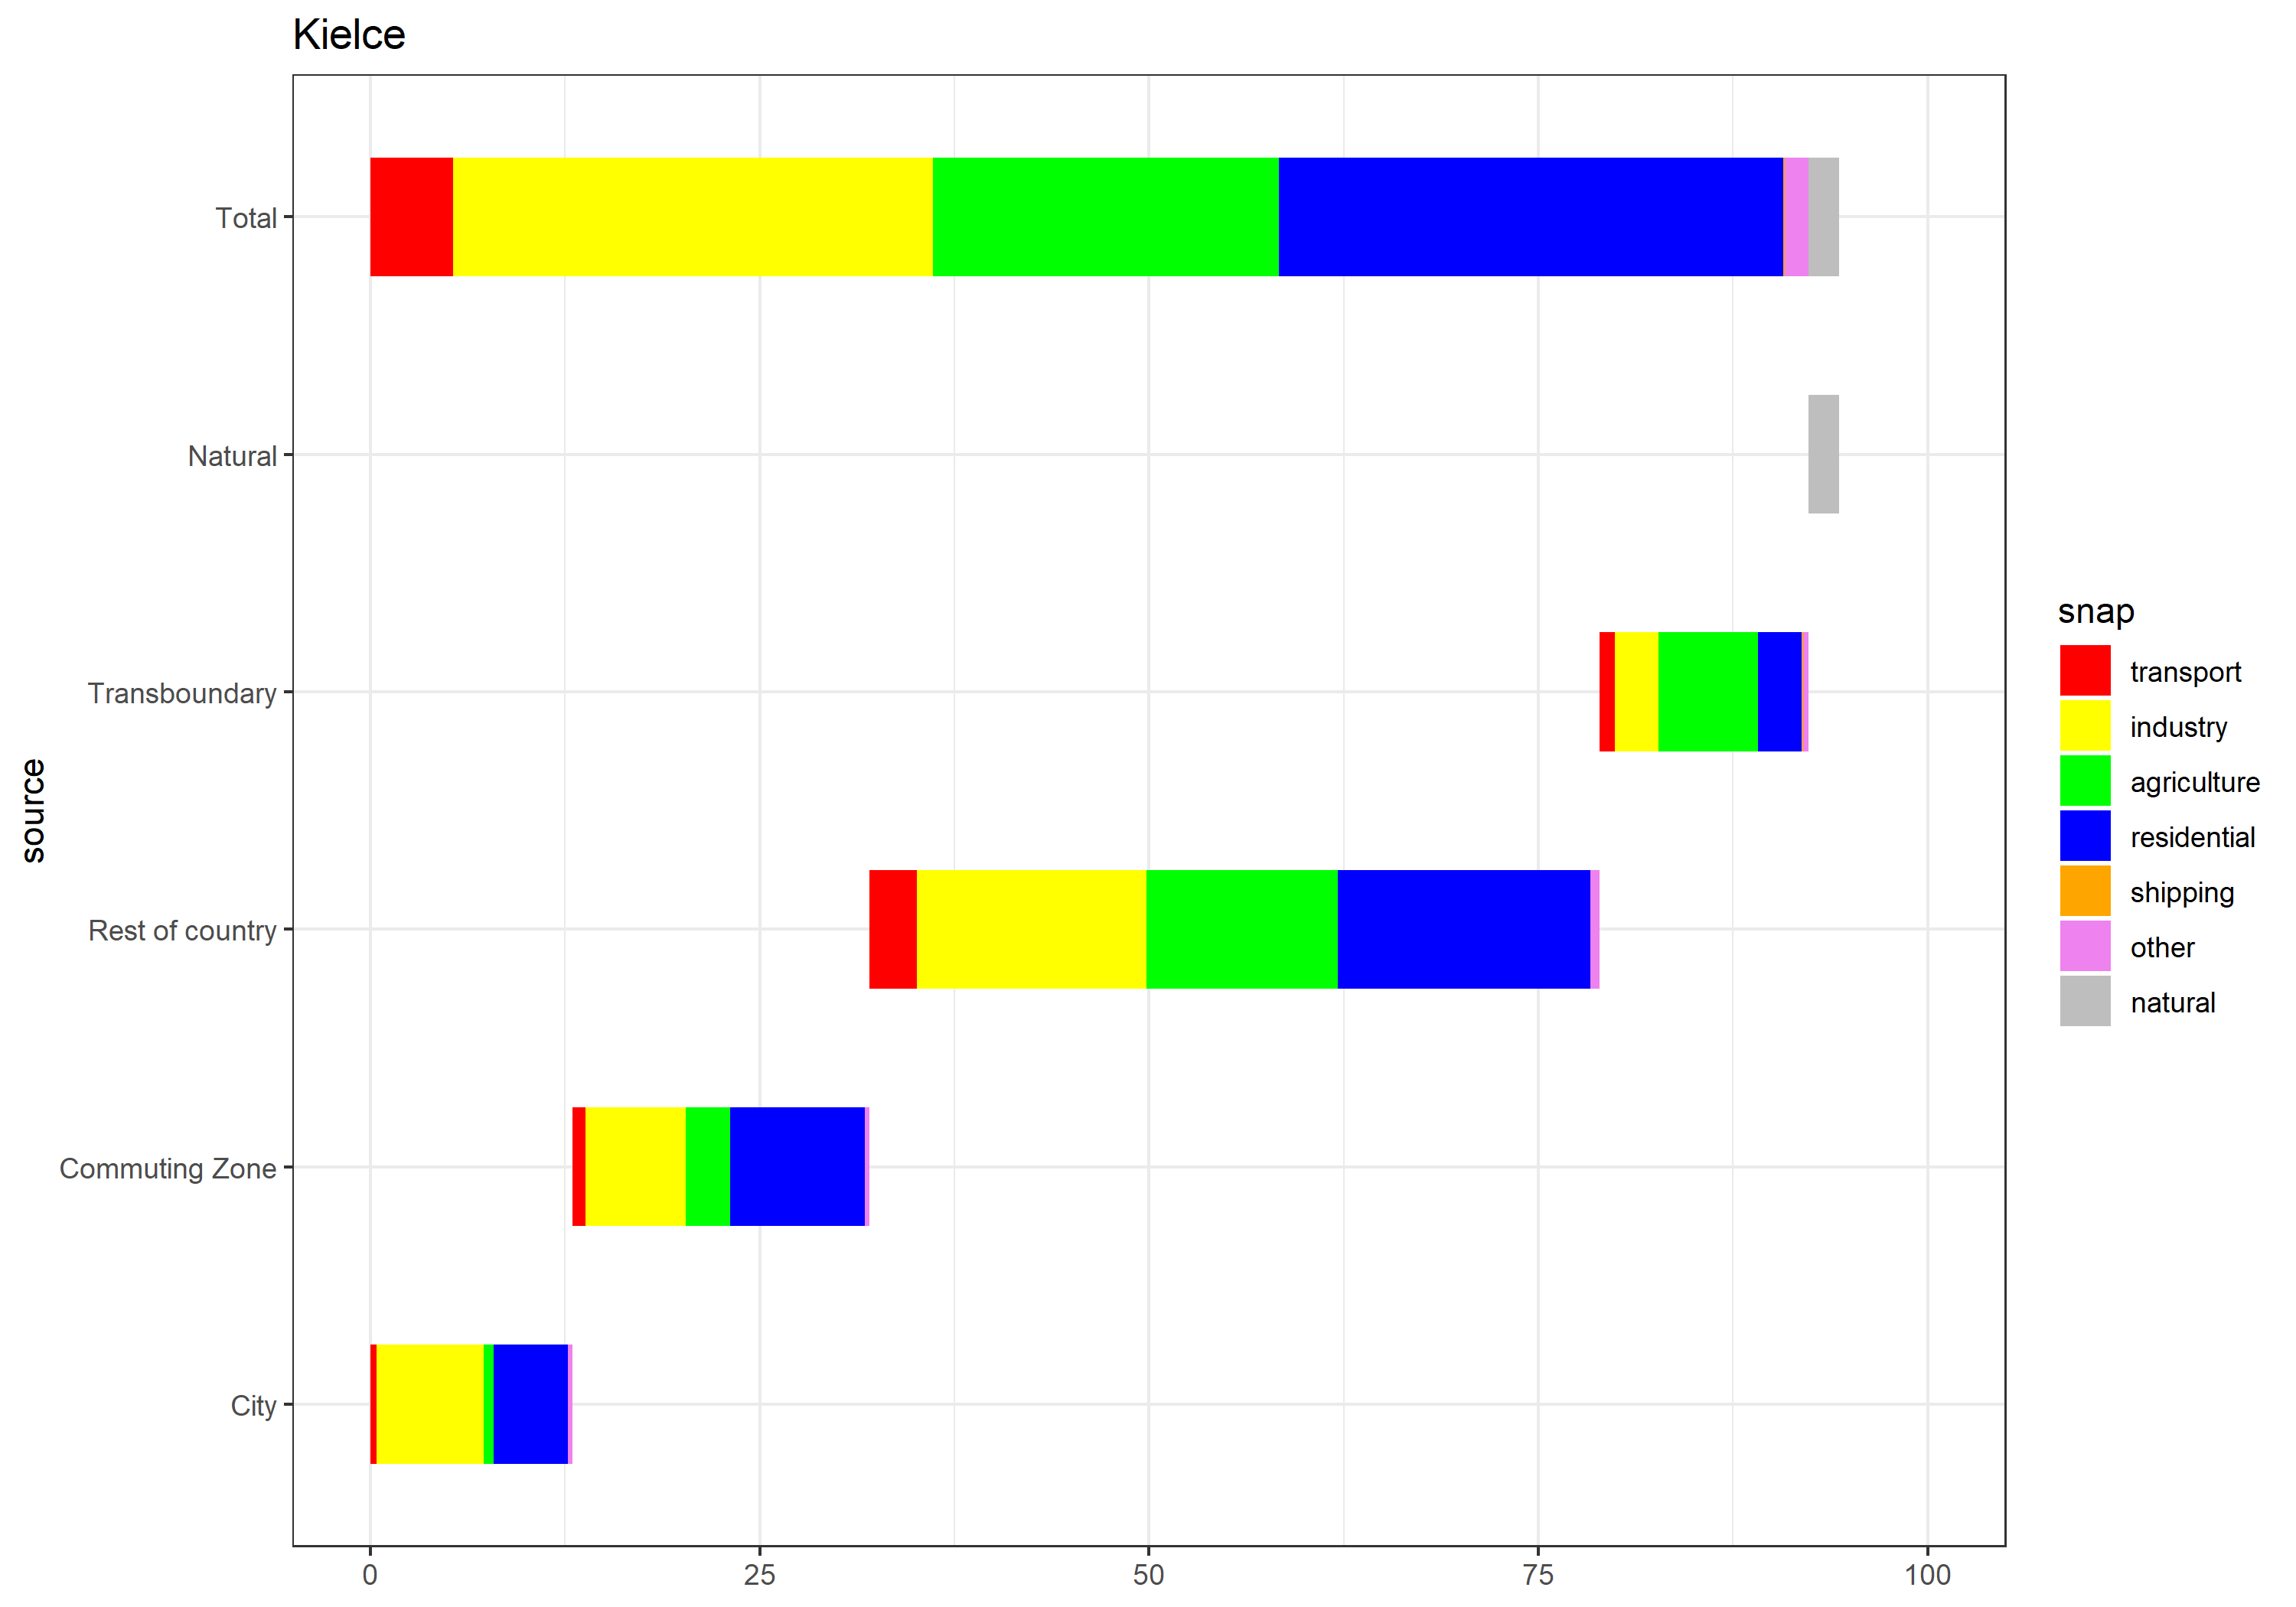 Kielce
Total
Natural
Transboundary
Rest of country
Commuting Zone
City
source
0
25
50
75
100
snap
transport
industry
agriculture
residential
shipping
other
natural